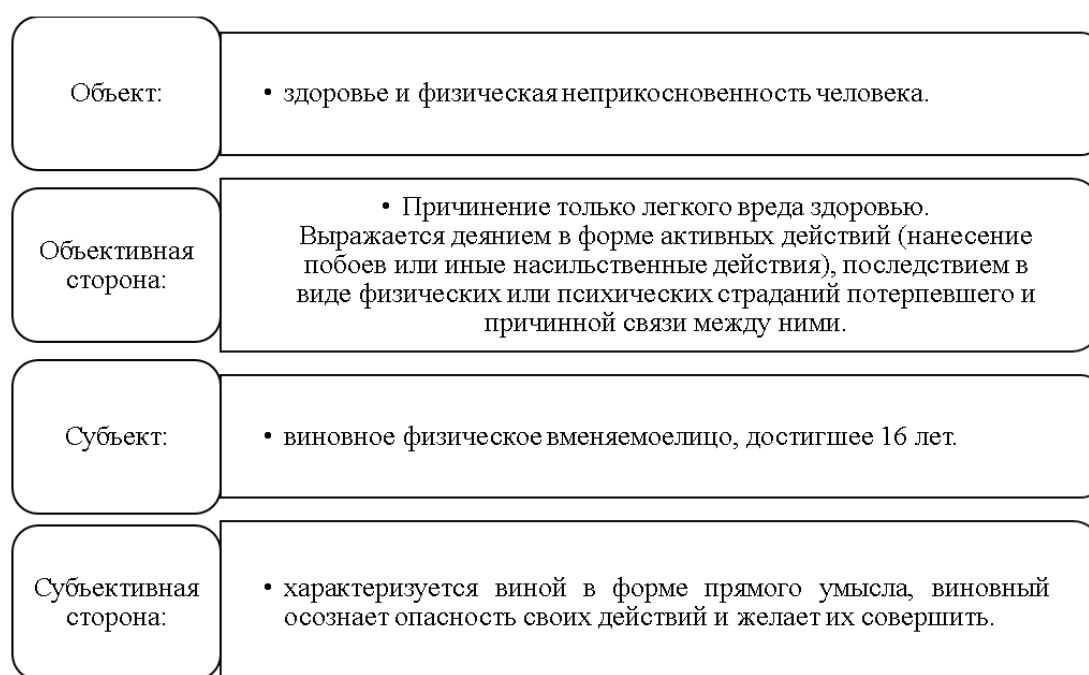 Объект:
• здоровье и физическая неприкосновенность человека.
Объективная
сторона:
• Причинение только легкого вреда здоровью.
Выражается деянием в форме активных действий (нанесение
побоев или иные насильственные действия), последствием в
виде физических или психических страданий потерпевшего и
причинной связи между ними.
Субъект:
• виновное физическое вменяемоелицо, достигшее 16 лет.
Субъективная
сторона:
• характеризуется виной в форме прямого умысла, виновный
осознает опасность своих действий и желает их совершить.